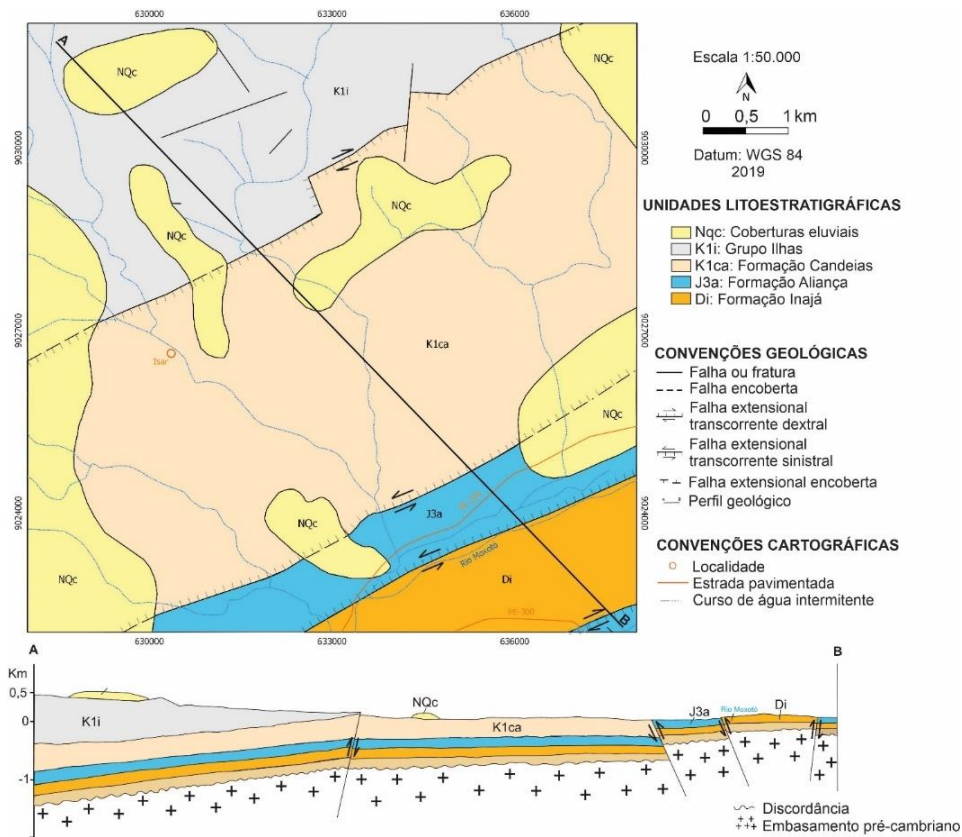 630000
633000
636000
A
NQc
NQc
K1i
9030000
9030000
Escala 1:50.000
N
0 0,5 1 km
Datum: WGS 84
2019
NQc
NQc
UNIDADES LITOESTRATIGRÁFICAS
Nqc: Coberturas eluviais
K1i: Grupo Ilhas
K1ca: Formação Candeias
J3a: Formação Aliança
Di: Formação Inajá
9027000
9027000
Isar
K1ca
NQc
CONVENÇÕES GEOLÓGICAS
Falha ou fratura
Falha encoberta
Falha extensional
transcorrente dextral
Falha extensional
transcorrente sinistral
Falha extensional encoberta
Perfil geológico
9024000
9024000
NQc
J3a
Rio Moxotó
NQc
Di
PE-300
B
CONVENÇÕES CARTOGRÁFICAS
Localidade
Estrada pavimentada
Curso de água intermitente
630000
633000
636000
A
B
Km
0,5
0
-1
K1i
NQc
K1ca
J3a
Rio Moxotó
Di
Discordância
Embasamento pré-cambriano